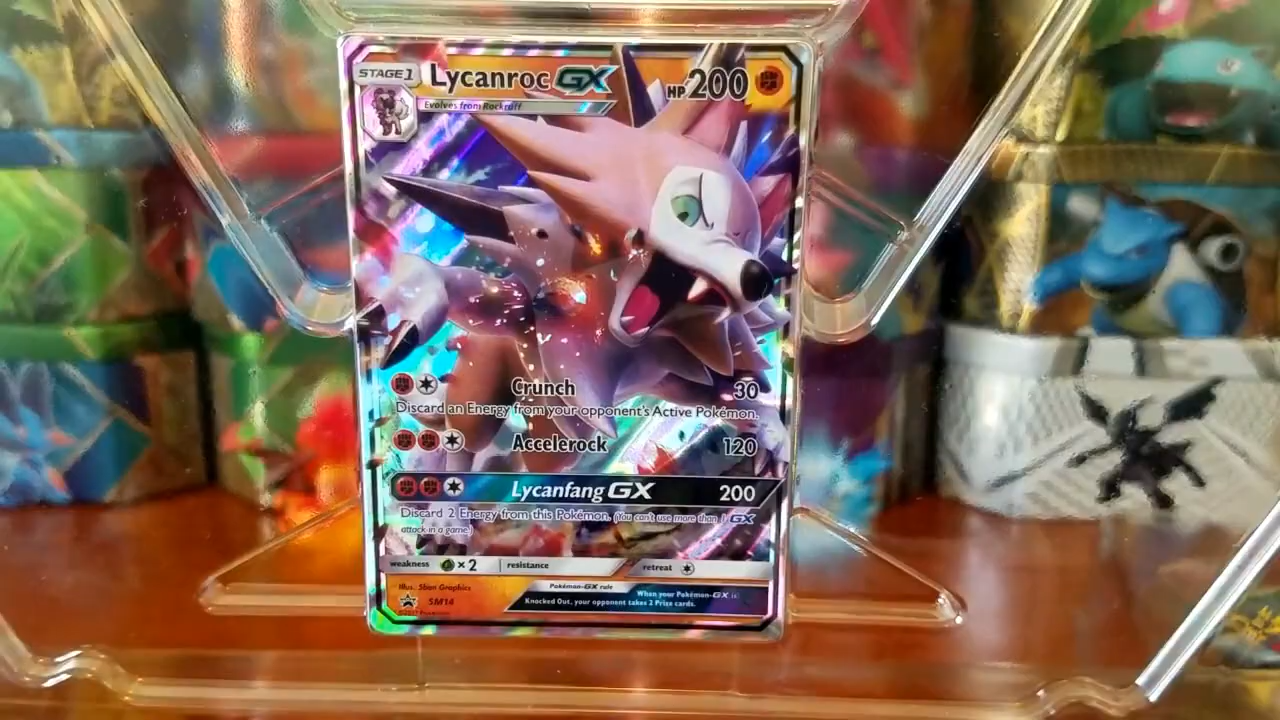 STAGE1 Lycanroc GX HP200
Evolves from Rockruff
Crunch 30
Discard an Energy from your opponent's Active Pokémon.
Accelerock 120
Lycanfang GX 200
Discard 2 Energy from this Pokémon. (You can't use more than 1 GX
attack in a game.)
weakness ×2 resistance retreat
Illus. 5ban Graphics
Pokémon-GX rule
When your Pokémon-GX is
Knocked Out, your opponent takes 2 Prize cards.
SM14
©2017 Pokémon